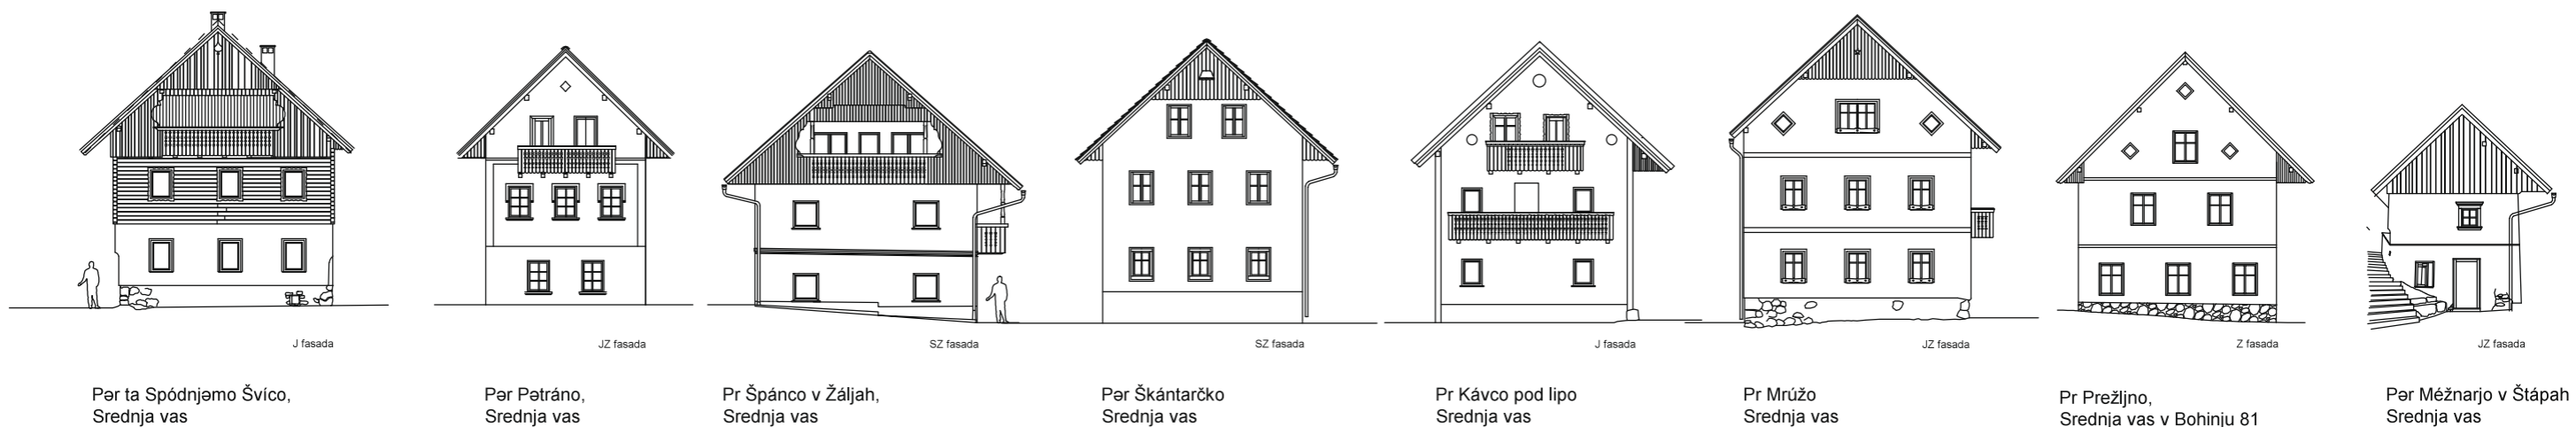 J fasada
JZ fasada
SZ fasada
SZ fasada
J fasada
JZ fasada
Z fasada
JZ fasada
Pər ta Spódnjəmo Švíco,
Srednja vas
Pər Pətráno,
Srednja vas
Pr Špánco v Žáljah,
Srednja vas
Pər Škántarčko
Srednja vas
Pr Kávco pod lipo
Srednja vas
Pr Mrúžo
Srednja vas
Pr Prežljno,
Srednja vas v Bohinju 81
Pər Méžnarjo v Štápah
Srednja vas